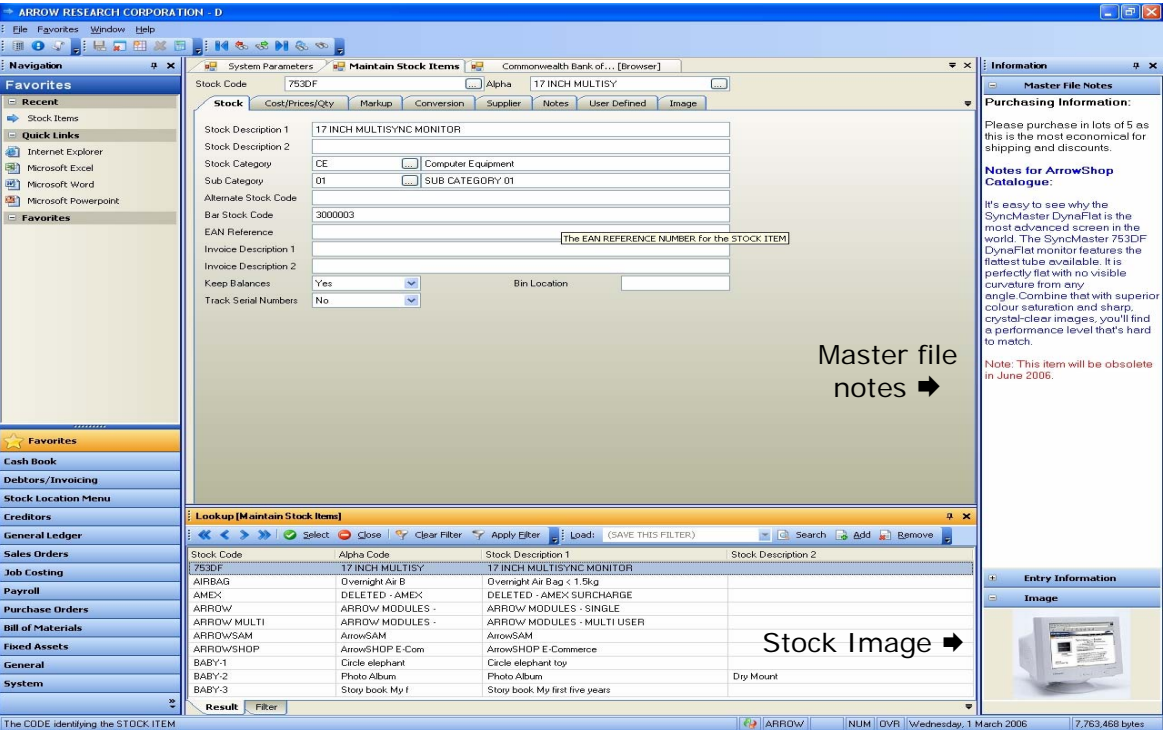 ARROW RESEARCH CORPORATION - D
File Favorites Window Help
Navigation
Favorites
Recent
Stock Items
Quick Links
Internet Explorer
Microsoft Excel
Microsoft Word
Microsoft Powerpoint
Favorites
Favorites
Cash Book
Debtors/Invoicing
Stock Location Menu
Creditors
General Ledger
Sales Orders
Job Costing
Payroll
Purchase Orders
Bill of Materials
Fixed Assets
General
System
System Parameters Maintain Stock Items Commonwealth Bank of... [Browser]
Stock Code 753DF ... Alpha 17 INCH MULTISY ...
Stock Cost/Prices/Qty Markup Conversion Supplier Notes User Defined Image
Stock Description 1 17 INCH MULTISYNC MONITOR
Stock Description 2
Stock Category CE ... Computer Equipment
Sub Category 01 ... SUB CATEGORY 01
Alternate Stock Code
Bar Stock Code 3000003
EAN Reference
The EAN REFERENCE NUMBER for the STOCK ITEM
Invoice Description 1
Invoice Description 2
Keep Balances Yes Bin Location
Track Serial Numbers No
Master file
notes
Lookup [Maintain Stock Items]
Select Close Clear Filter Apply Filter Load: (SAVE THIS FILTER) Search Add Remove
Stock Code Alpha Code Stock Description 1 Stock Description 2
753DF 17 INCH MULTISY 17 INCH MULTISYNC MONITOR
AIRBAG Overnight Air B Overnight Air Bag < 1.5kg
AMEX DELETED - AMEX DELETED - AMEX SURCHARGE
ARROW ARROW MODULES - ARROW MODULES - SINGLE
ARROW MULTI ARROW MODULES - ARROW MODULES - MULTI USER
ARROWSAM ArrowSAM ArrowSAM
ARROWSHOP ArrowSHOP E-Com ArrowSHOP E-Commerce
BABY-1 Circle elephant Circle elephant toy
BABY-2 Photo Album Photo Album Dry Mount
BABY-3 Story book My f Story book My first five years
Stock Image
Result Filter
Information
Master File Notes
Purchasing Information:
Please purchase in lots of 5 as
this is the most economical for
shipping and discounts.
Notes for ArrowShop
Catalogue:
It's easy to see why the
SyncMaster DynaFlat is the
most advanced screen in the
world. The SyncMaster 753DF
DynaFlat monitor features the
flattest tube available. It is
perfectly flat with no visible
curvature from any
angle.Combine that with superior
colour saturation and sharp,
crystal-clear images, you'll find
a performance level that's hard
to match.
Note: This item will be obsolete
in June 2006.
Entry Information
Image
The CODE identifying the STOCK ITEM ARROW NUM OVR Wednesday, 1 March 2006 7,763,468 bytes